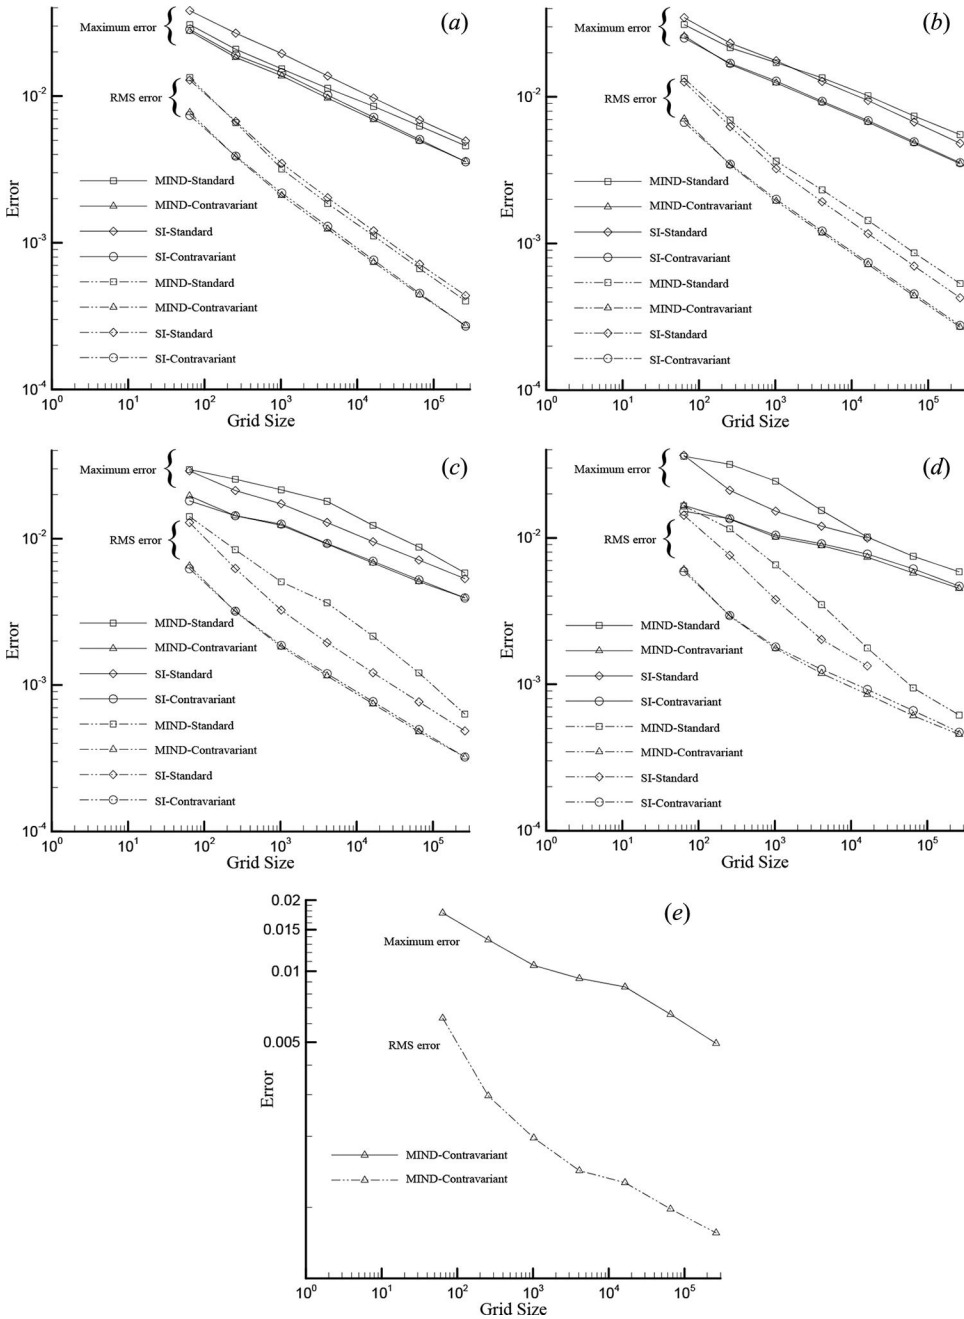 (a)
Maximum error {
RMS error {
10⁻²
10⁻³
10⁻⁴
Error
MIND-Standard
MIND-Contravariant
SI-Standard
SI-Contravariant
MIND-Standard
MIND-Contravariant
SI-Standard
SI-Contravariant
10⁰ 10¹ 10² 10³ 10⁴ 10⁵
Grid Size
(b)
Maximum error {
RMS error {
10⁻²
10⁻³
10⁻⁴
Error
MIND-Standard
MIND-Contravariant
SI-Standard
SI-Contravariant
MIND-Standard
MIND-Contravariant
SI-Standard
SI-Contravariant
10⁰ 10¹ 10² 10³ 10⁴ 10⁵
Grid Size
(c)
Maximum error {
RMS error {
10⁻²
10⁻³
10⁻⁴
Error
MIND-Standard
MIND-Contravariant
SI-Standard
SI-Contravariant
MIND-Standard
MIND-Contravariant
SI-Standard
SI-Contravariant
10⁰ 10¹ 10² 10³ 10⁴ 10⁵
Grid Size
(d)
Maximum error {
RMS error {
10⁻²
10⁻³
10⁻⁴
Error
MIND-Standard
MIND-Contravariant
SI-Standard
SI-Contravariant
MIND-Standard
MIND-Contravariant
SI-Standard
SI-Contravariant
10⁰ 10¹ 10² 10³ 10⁴ 10⁵
Grid Size
(e)
0.02
0.015
0.01
0.005
Error
Maximum error
RMS error
MIND-Contravariant
MIND-Contravariant
10⁰ 10¹ 10² 10³ 10⁴ 10⁵
Grid Size